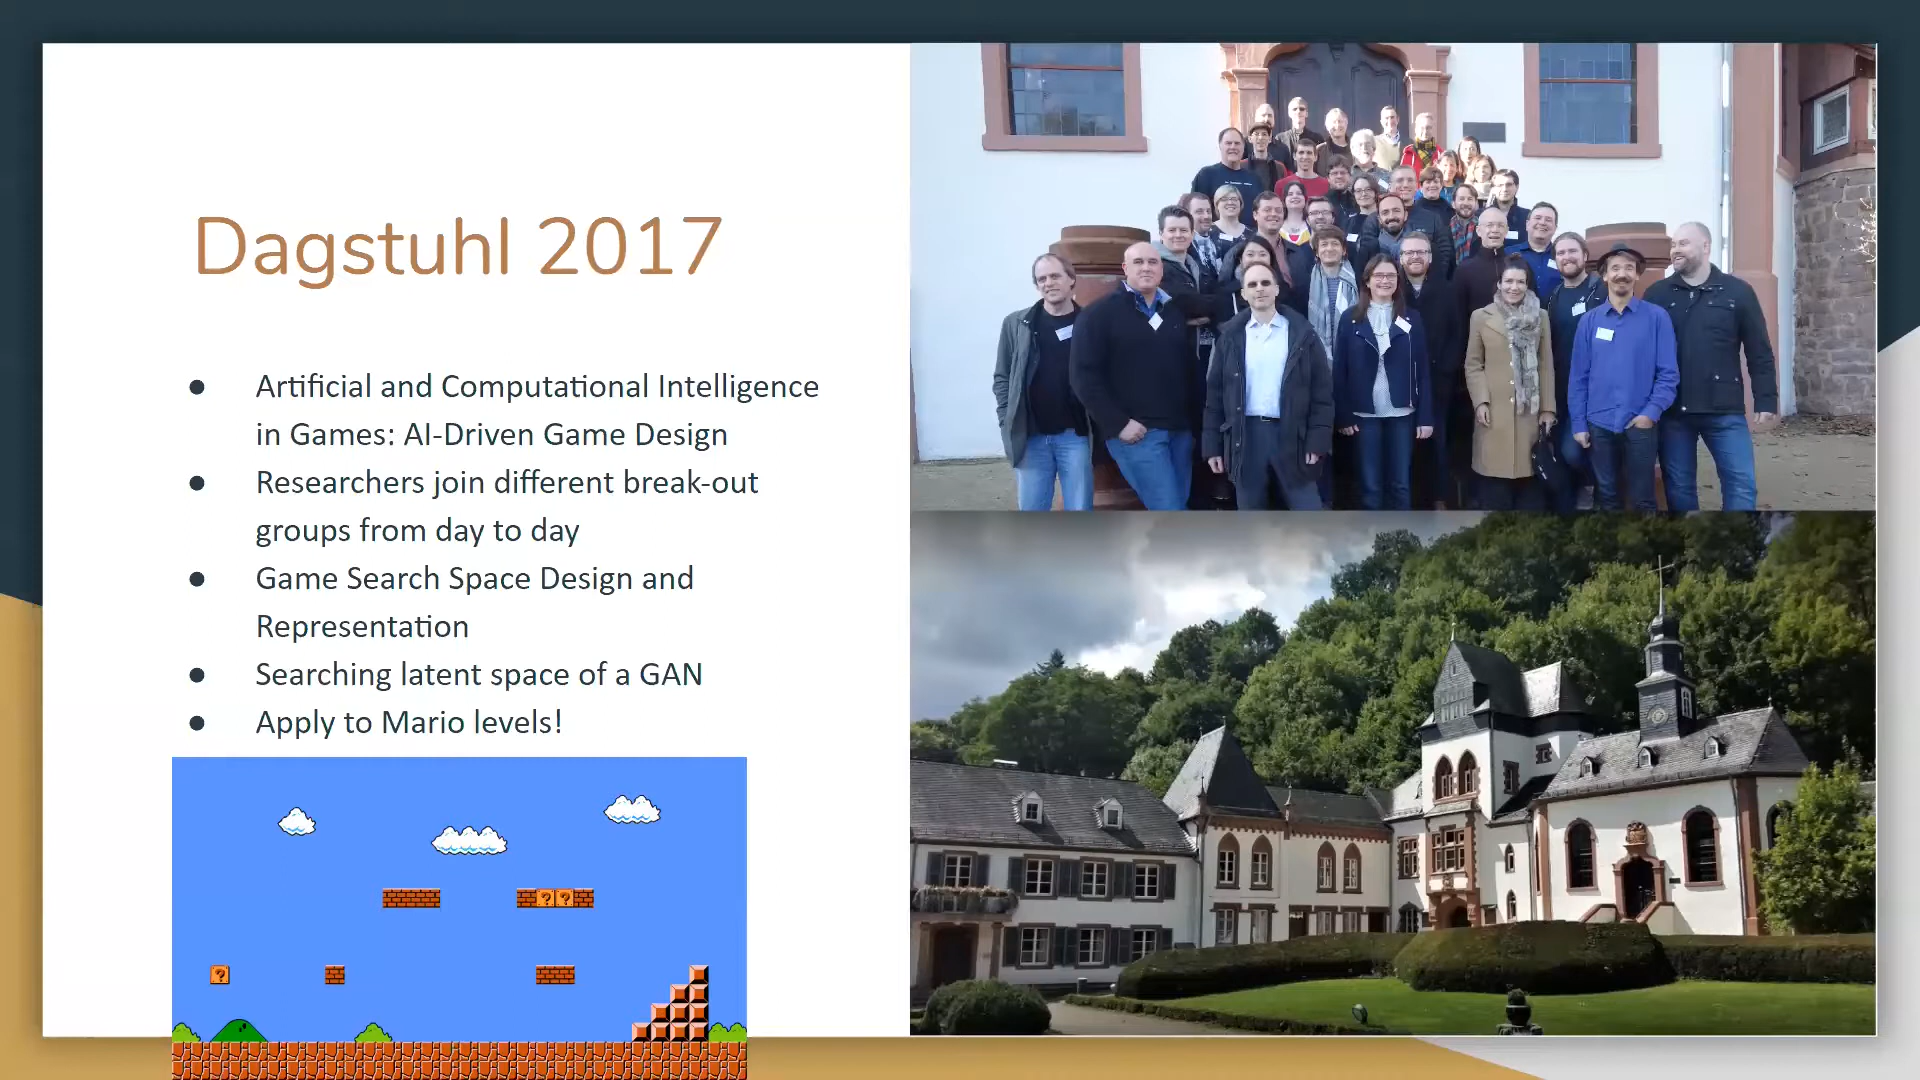 Dagstuhl 2017
● Artificial and Computational Intelligence
in Games: AI-Driven Game Design
● Researchers join different break-out
groups from day to day
● Game Search Space Design and
Representation
● Searching latent space of a GAN
● Apply to Mario levels!
? ?
?